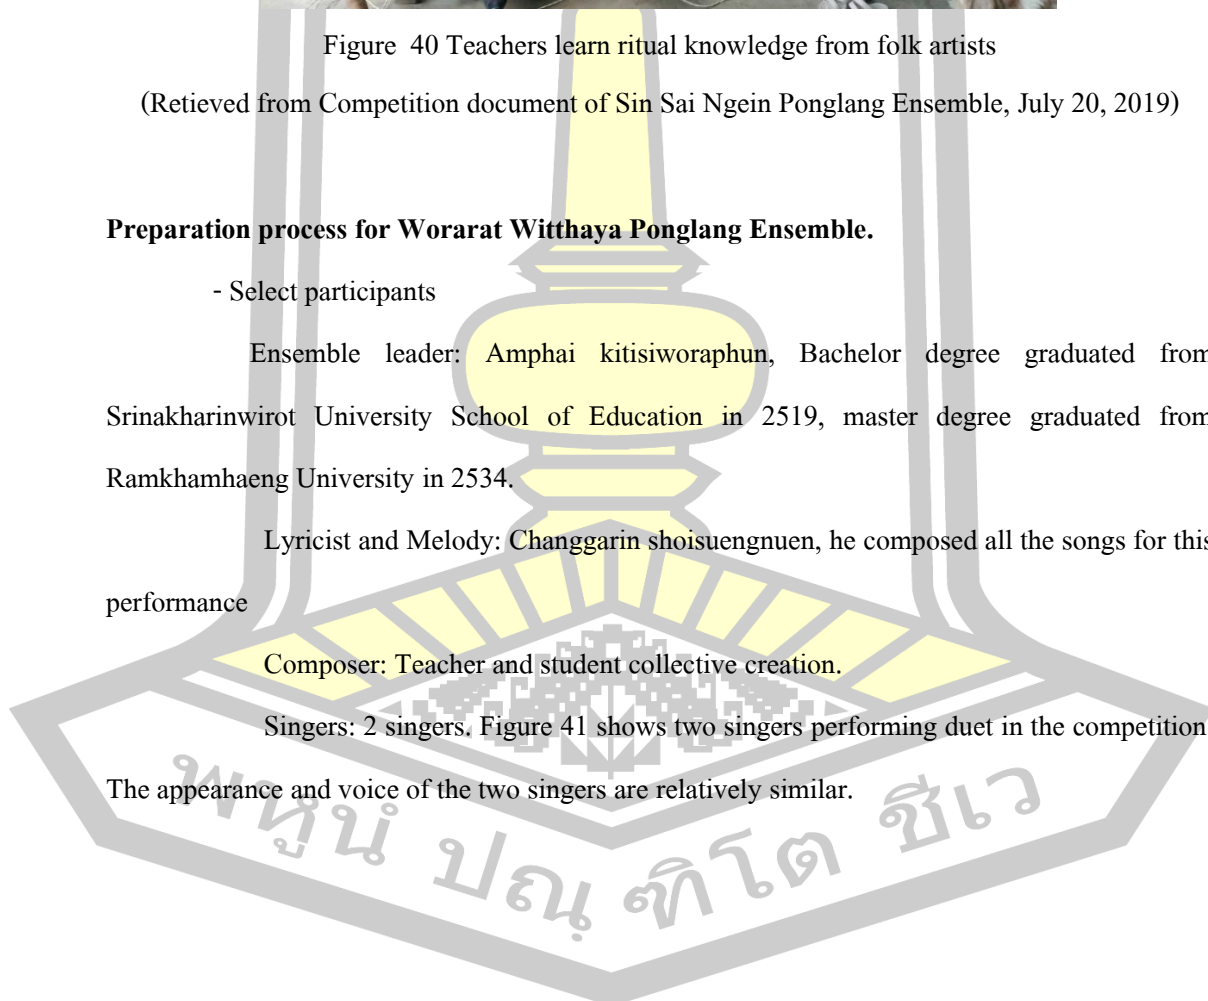 Figure 40 Teachers learn ritual knowledge from folk artists
(Retieved from Competition document of Sin Sai Ngein Ponglang Ensemble, July 20, 2019)
Preparation process for Worarat Witthaya Ponglang Ensemble.
- Select participants
Ensemble leader: Amphai kitisiworaphun, Bachelor degree graduated from
Srinakharinwirot University School of Education in 2519, master degree graduated from
Ramkhamhaeng University in 2534.
Lyricist and Melody: Changgarin shoisuengnuen, he composed all the songs for this
performance
Composer: Teacher and student collective creation.
Singers: 2 singers. Figure 41 shows two singers performing duet in the competition
The appearance and voice of the two singers are relatively similar.
พหูนํ ปณฺฑิโต ชีเว